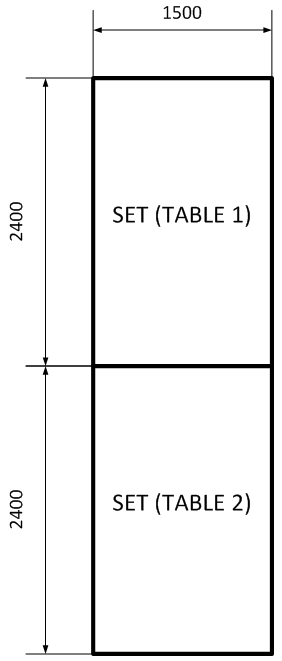 1500
2400
SET (TABLE 1)
2400
SET (TABLE 2)